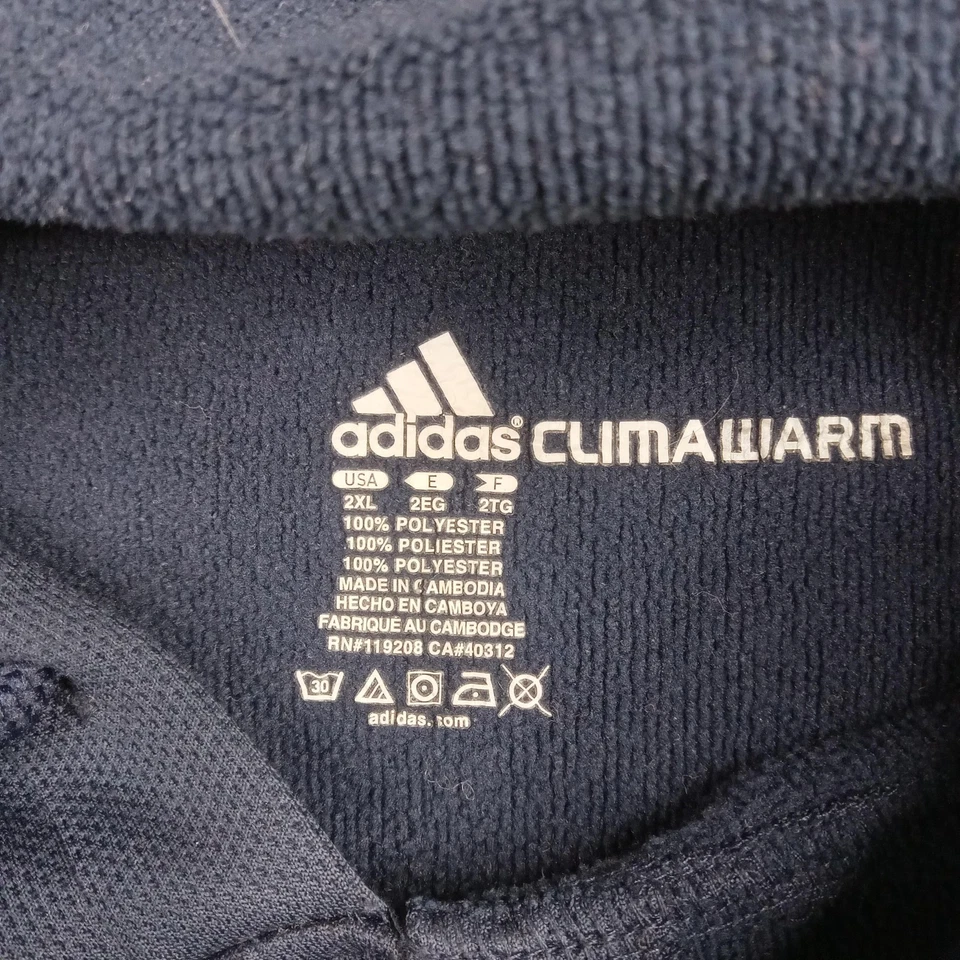 adidas® CLIMAWARM
USA E F
2XL 2EG 2TG
100% POLYESTER
100% POLIESTER
100% POLYESTER
MADE IN CAMBODIA
HECHO EN CAMBOYA
FABRIQUÉ AU CAMBODGE
RN#119208 CA#40312
30
adidas.com